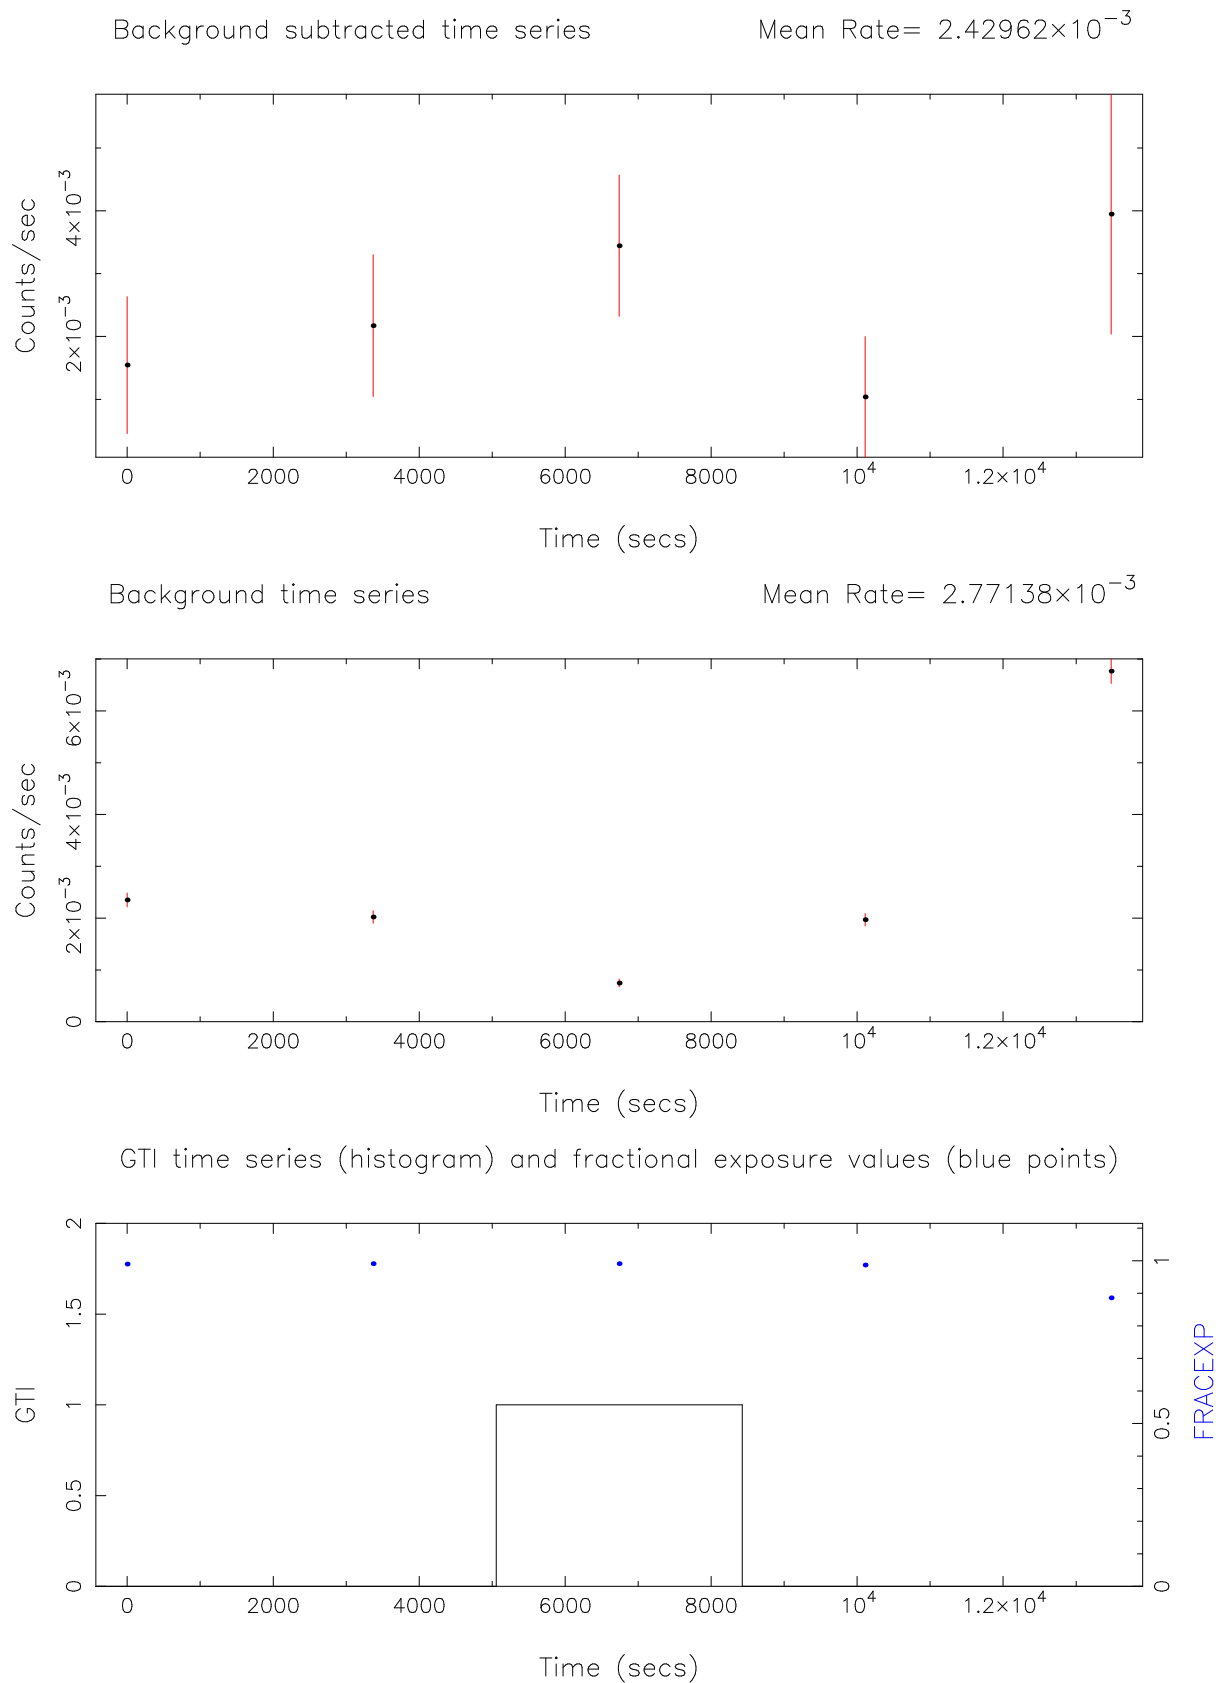 Background subtracted time series Mean Rate= 2.42962×10⁻³
Counts/sec
4×10⁻³
2×10⁻³
0 2000 4000 6000 8000 10⁴ 1.2×10⁴
Time (secs)
Background time series Mean Rate= 2.77138×10⁻³
Counts/sec
6×10⁻³
4×10⁻³
2×10⁻³
0
0 2000 4000 6000 8000 10⁴ 1.2×10⁴
Time (secs)
GTI time series (histogram) and fractional exposure values (blue points)
GTI
2
1.5
1
0.5
0
1
0.5
0
FRACEXP
0 2000 4000 6000 8000 10⁴ 1.2×10⁴
Time (secs)